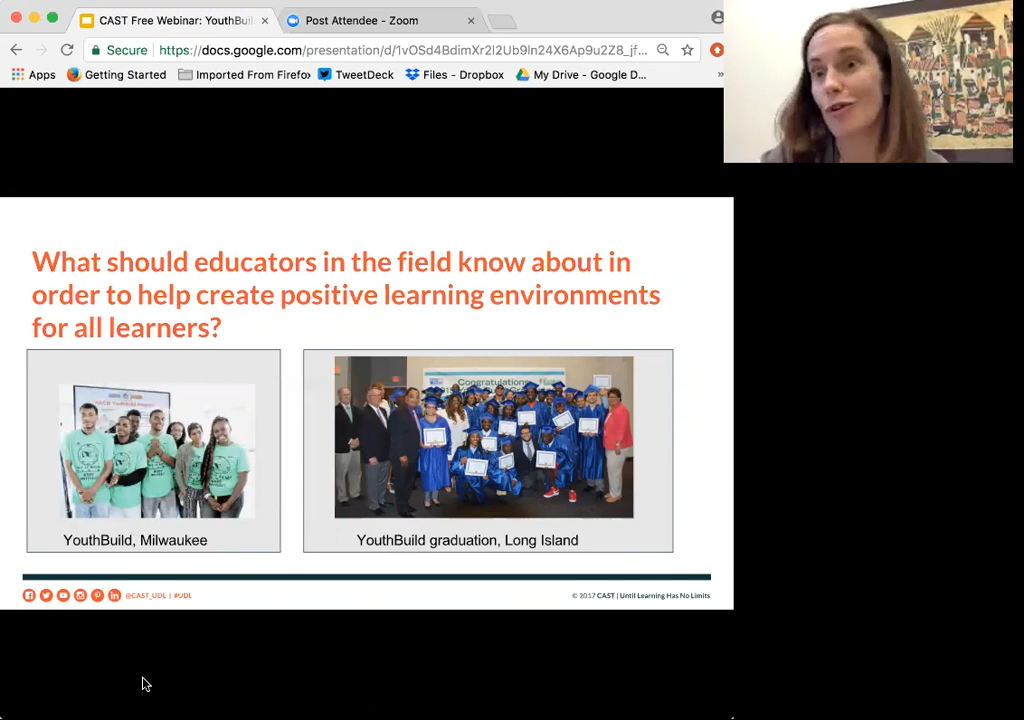 CAST Free Webinar: YouthBuil
Post Attendee - Zoom
Secure
https://docs.google.com/presentation/d/1vOSd4BdimXr2I2Ub9In24X6Ap9u2Z8_jf...
Apps
Getting Started
Imported From Firefox
TweetDeck
Files - Dropbox
My Drive - Google D...
»
What should educators in the field know about in
order to help create positive learning environments
for all learners?
Congratulations
YouthBuild, Milwaukee
YouthBuild graduation, Long Island
@CAST_UDL | #UDL
© 2017 CAST | Until Learning Has No Limits